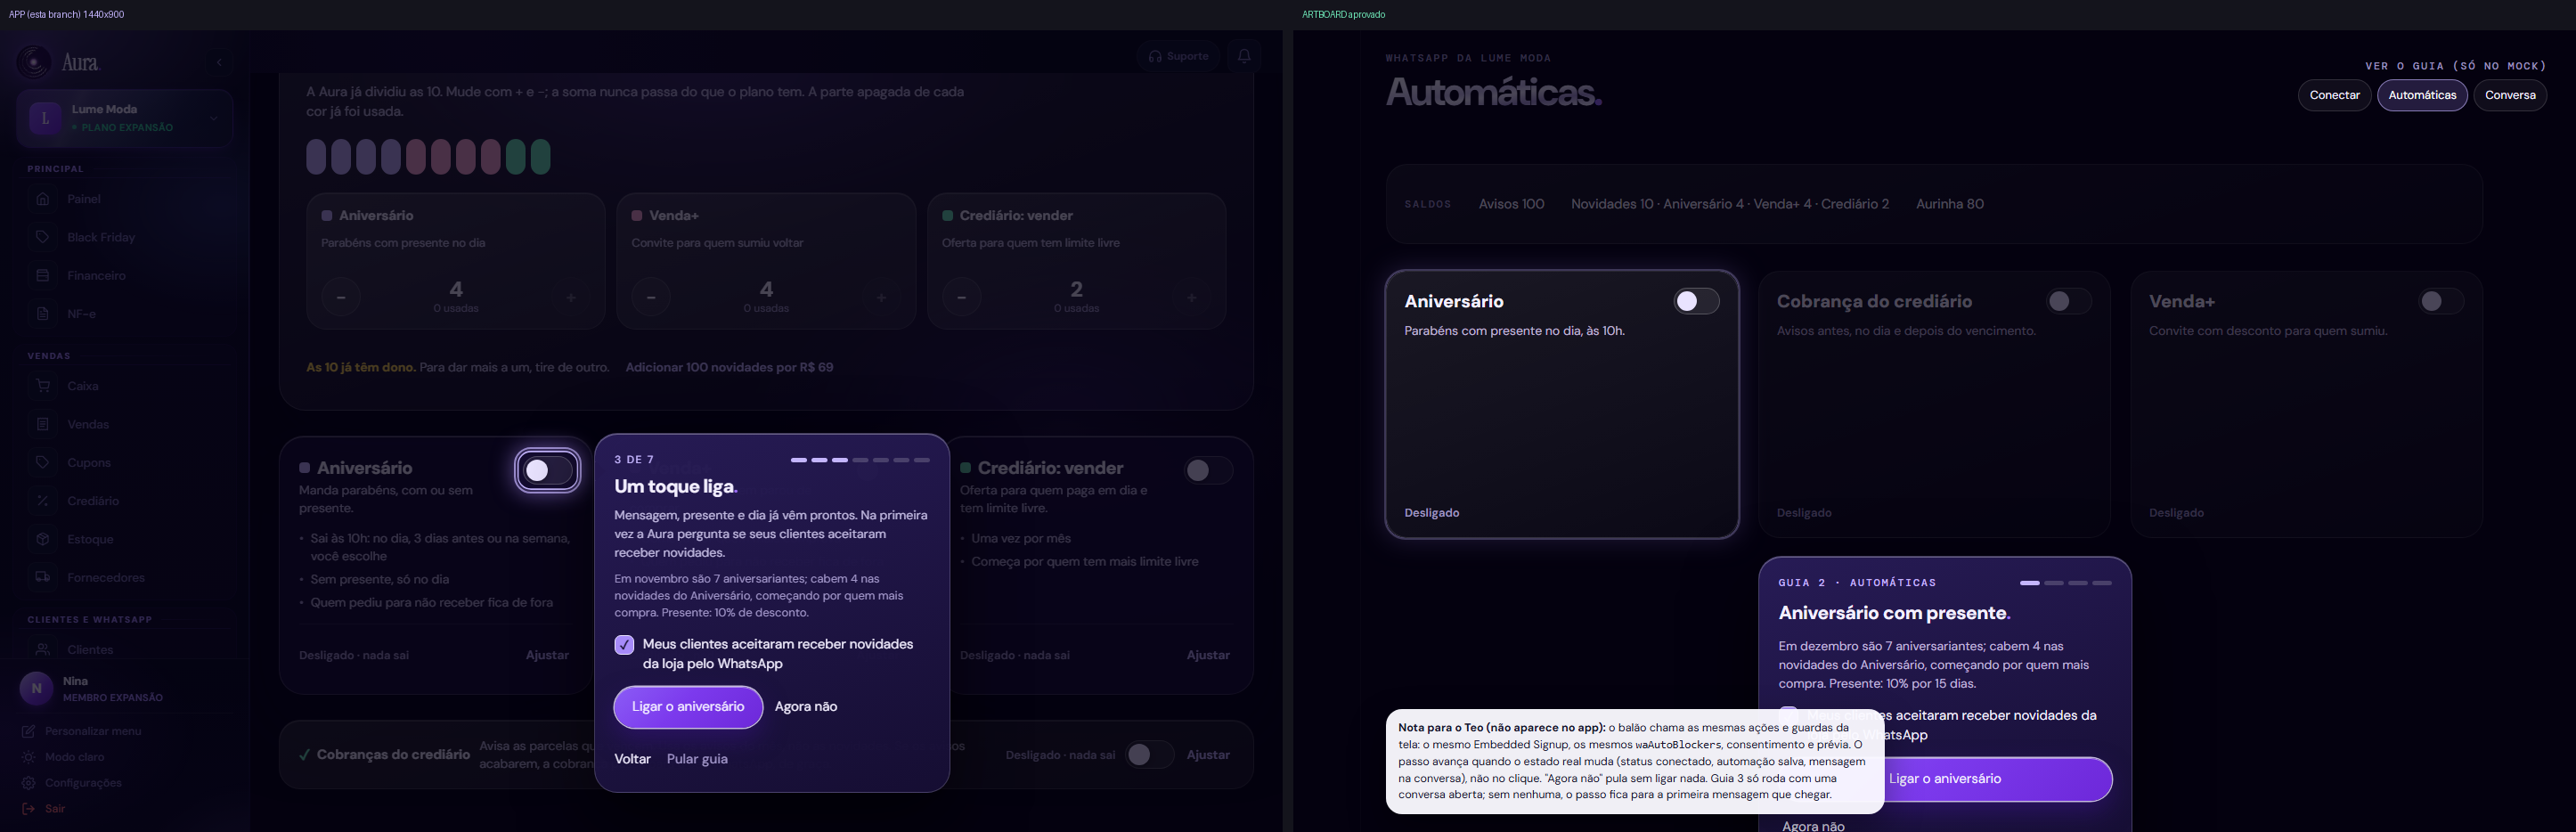 APP (esta branch) 1440x900
Aura
Suporte
Lume Moda
PLANO EXPANSÃO
PRINCIPAL
Painel
Black Friday
Financeiro
NF-e
VENDAS
Caixa
Vendas
Cupons
Crediário
Estoque
Fornecedores
CLIENTES E WHATSAPP
Clientes
N
Nina
MEMBRO EXPANSÃO
Personalizar menu
Modo claro
Configurações
Sair
A Aura já dividiu as 10. Mude com + e -; a soma nunca passa do que o plano tem. A parte apagada de cada
cor já foi usada.
Aniversário
Parabéns com presente no dia
− 4 +
0 usadas
Venda+
Convite para quem sumiu voltar
− 4 +
0 usadas
Crediário: vender
Oferta para quem tem limite livre
− 2 +
0 usadas
As 10 já têm dono. Para dar mais a um, tire de outro. Adicionar 100 novidades por R$ 69
Aniversário
Manda parabéns, com ou sem
presente.
• Sai às 10h: no dia, 3 dias antes ou na semana,
você escolhe
• Sem presente, só no dia
• Quem pediu para não receber fica de fora
Desligado · nada sai Ajustar
3 DE 7
Um toque liga.
Mensagem, presente e dia já vêm prontos. Na primeira
vez a Aura pergunta se seus clientes aceitaram
receber novidades.
Em novembro são 7 aniversariantes; cabem 4 nas
novidades do Aniversário, começando por quem mais
compra. Presente: 10% de desconto.
Meus clientes aceitaram receber novidades
da loja pelo WhatsApp
Ligar o aniversário Agora não
Voltar Pular guia
Crediário: vender
Oferta para quem paga em dia e
tem limite livre.
• Uma vez por mês
• Começa por quem tem mais limite livre
Desligado · nada sai Ajustar
Cobranças do crediário
Avisa as parcelas
acabarem, a
Desligado · nada sai Ajustar
ARTBOARD aprovado
WHATSAPP DA LUME MODA
Automáticas.
VER O GUIA (SÓ NO MOCK)
Conectar Automáticas Conversa
SALDOS Avisos 100 Novidades 10 · Aniversário 4 · Venda+ 4 · Crediário 2 Aurinha 80
Aniversário
Parabéns com presente no dia, às 10h.
Desligado
Cobrança do crediário
Avisos antes, no dia e depois do vencimento.
Desligado
Venda+
Convite com desconto para quem sumiu.
Desligado
GUIA 2 · AUTOMÁTICAS
Aniversário com presente.
Em dezembro são 7 aniversariantes; cabem 4 nas
novidades do Aniversário, começando por quem mais
compra. Presente: 10% por 15 dias.
aceitaram receber novidades da
Ligar o aniversário
Agora não
Nota para o Teo (não aparece no app): o balão chama as mesmas ações e guardas da
tela: o mesmo Embedded Signup, os mesmos waAutoBlockers, consentimento e prévia. O
passo avança quando o estado real muda (status conectado, automação salva, mensagem
na conversa), não no clique. "Agora não" pula sem ligar nada. Guia 3 só roda com uma
conversa aberta; sem nenhuma, o passo fica para a primeira mensagem que chegar.